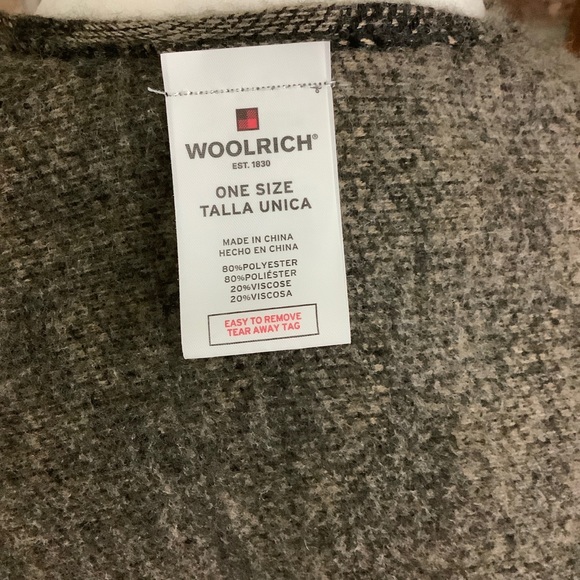 WOOLRICH®
EST. 1830
ONE SIZE
TALLA UNICA
MADE IN CHINA
HECHO EN CHINA
80%POLYESTER
80%POLIÉSTER
20%VISCOSE
20%VISCOSA
EASY TO REMOVE
TEAR AWAY TAG